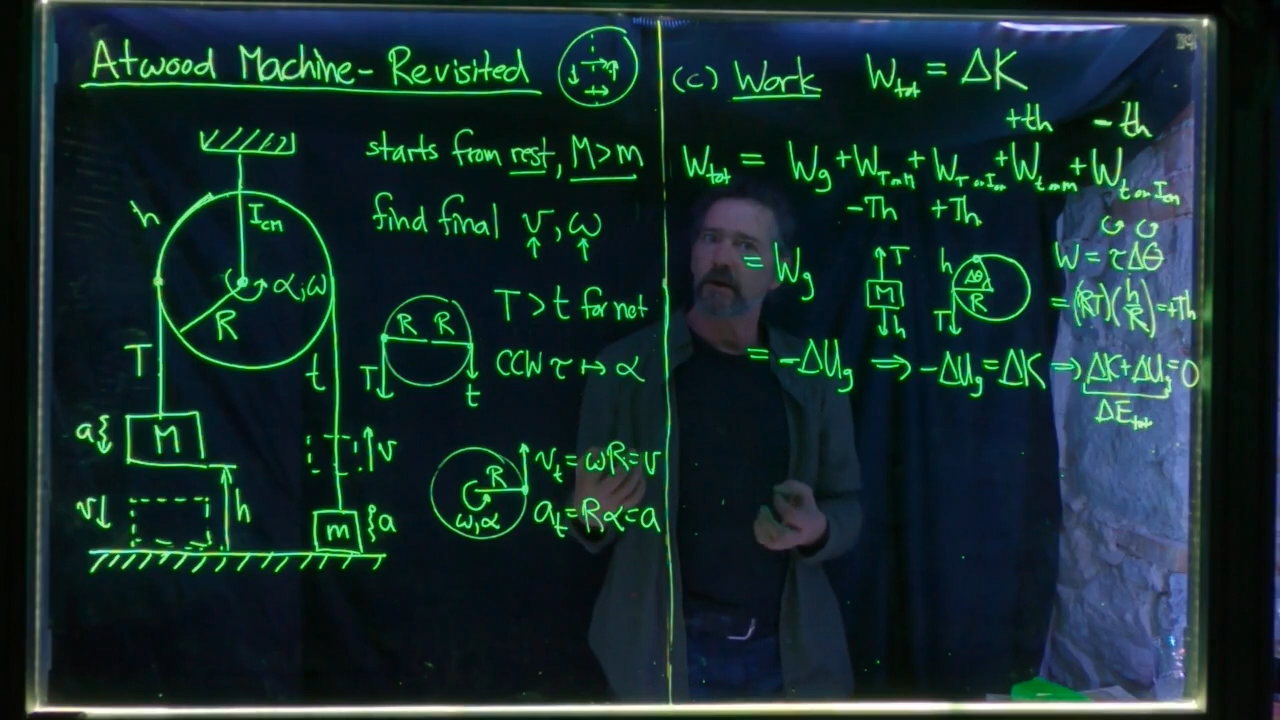 Atwood Machine - Revisited
starts from rest, M>m
find final v, ω
h
I_cm
α, ω
R
T
t
T > t for net
CCW τ ↦ α
R R
T
t
a
M
v
v
h
m
a
R
ω, α
v_t = ωR = v
a_t = Rα = a
(c) Work W_tot = ΔK
+th -th
W_tot = W_g + W_T on M + W_T on I_cm + W_t on m + W_t on I_cm
-Th +Th
= W_g
T
M
h
h
Δθ
R
T
W = τΔθ
= (RT)(h/R) = +Th
= -ΔU_g ⇒ -ΔU_g = ΔK ⇒ ΔK + ΔU_g = 0
ΔE_tot